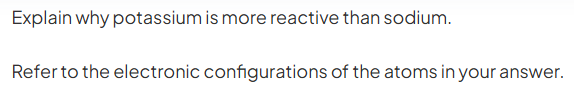 Explain why potassium is more reactive than sodium.
Refer to the electronic configurations of the atoms in your answer.